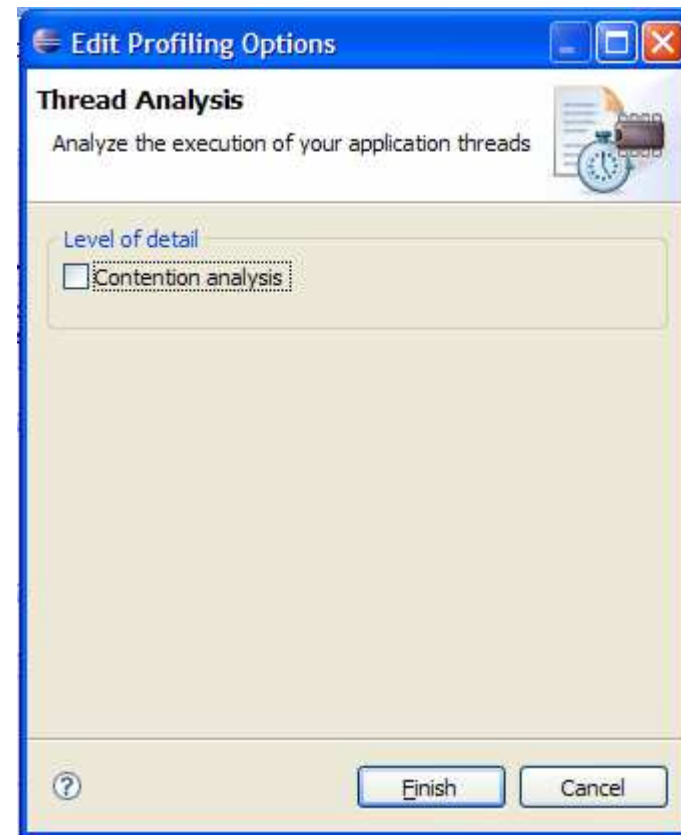 Edit Profiling Options
Thread Analysis
Analyze the execution of your application threads
Level of detail
Contention analysis
?
Finish
Cancel